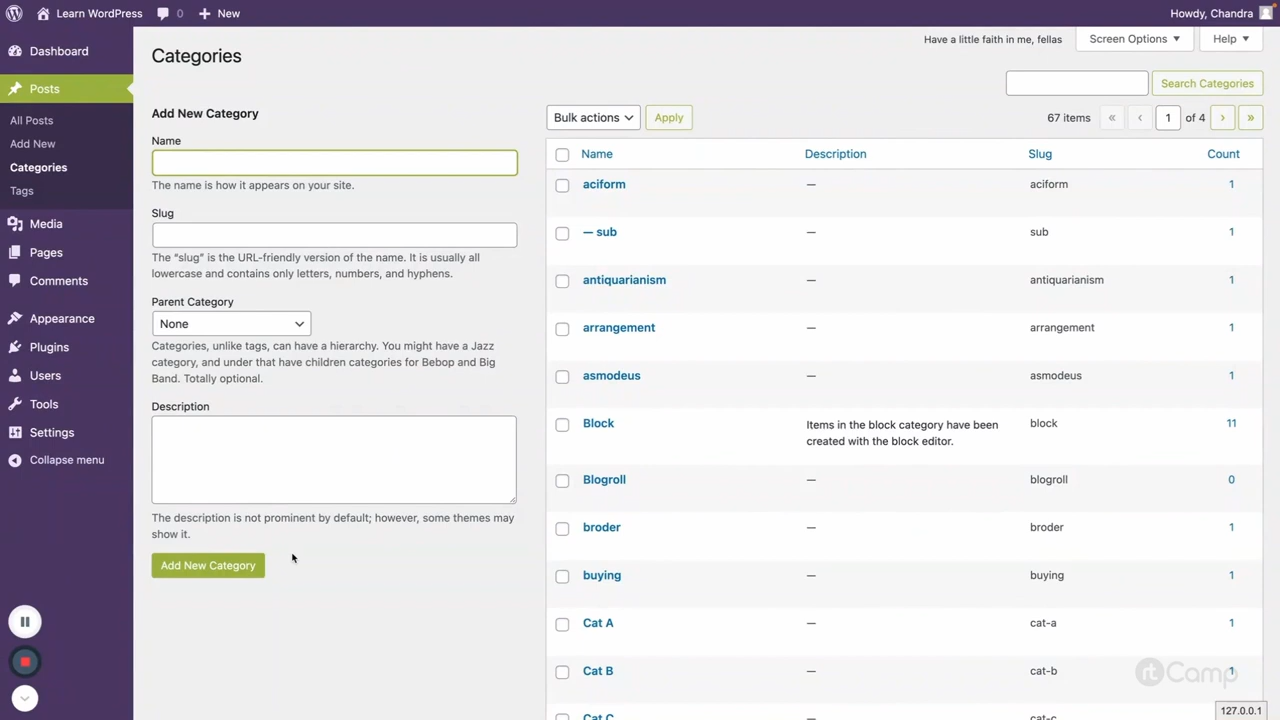 Learn WordPress
0
New
Howdy, Chandra
Dashboard
Posts
All Posts
Add New
Categories
Tags
Media
Pages
Comments
Appearance
Plugins
Users
Tools
Settings
Collapse menu
Categories
Have a little faith in me, fellas
Screen Options
Help
Search Categories
Add New Category
Name
The name is how it appears on your site.
Slug
The “slug” is the URL-friendly version of the name. It is usually all
lowercase and contains only letters, numbers, and hyphens.
Parent Category
None
Categories, unlike tags, can have a hierarchy. You might have a Jazz
category, and under that have children categories for Bebop and Big
Band. Totally optional.
Description
The description is not prominent by default; however, some themes may
show it.
Add New Category
Bulk actions
Apply
67 items « ‹ 1 of 4 › »
Name Description Slug Count
aciform — aciform 1
— sub — sub 1
antiquarianism — antiquarianism 1
arrangement — arrangement 1
asmodeus — asmodeus 1
Block Items in the block category have been block 11
created with the block editor.
Blogroll — blogroll 0
broder — broder 1
buying — buying 1
Cat A — cat-a 1
Cat B — cat-b 1
Cat C — cat-c
rtCamp
127.0.0.1